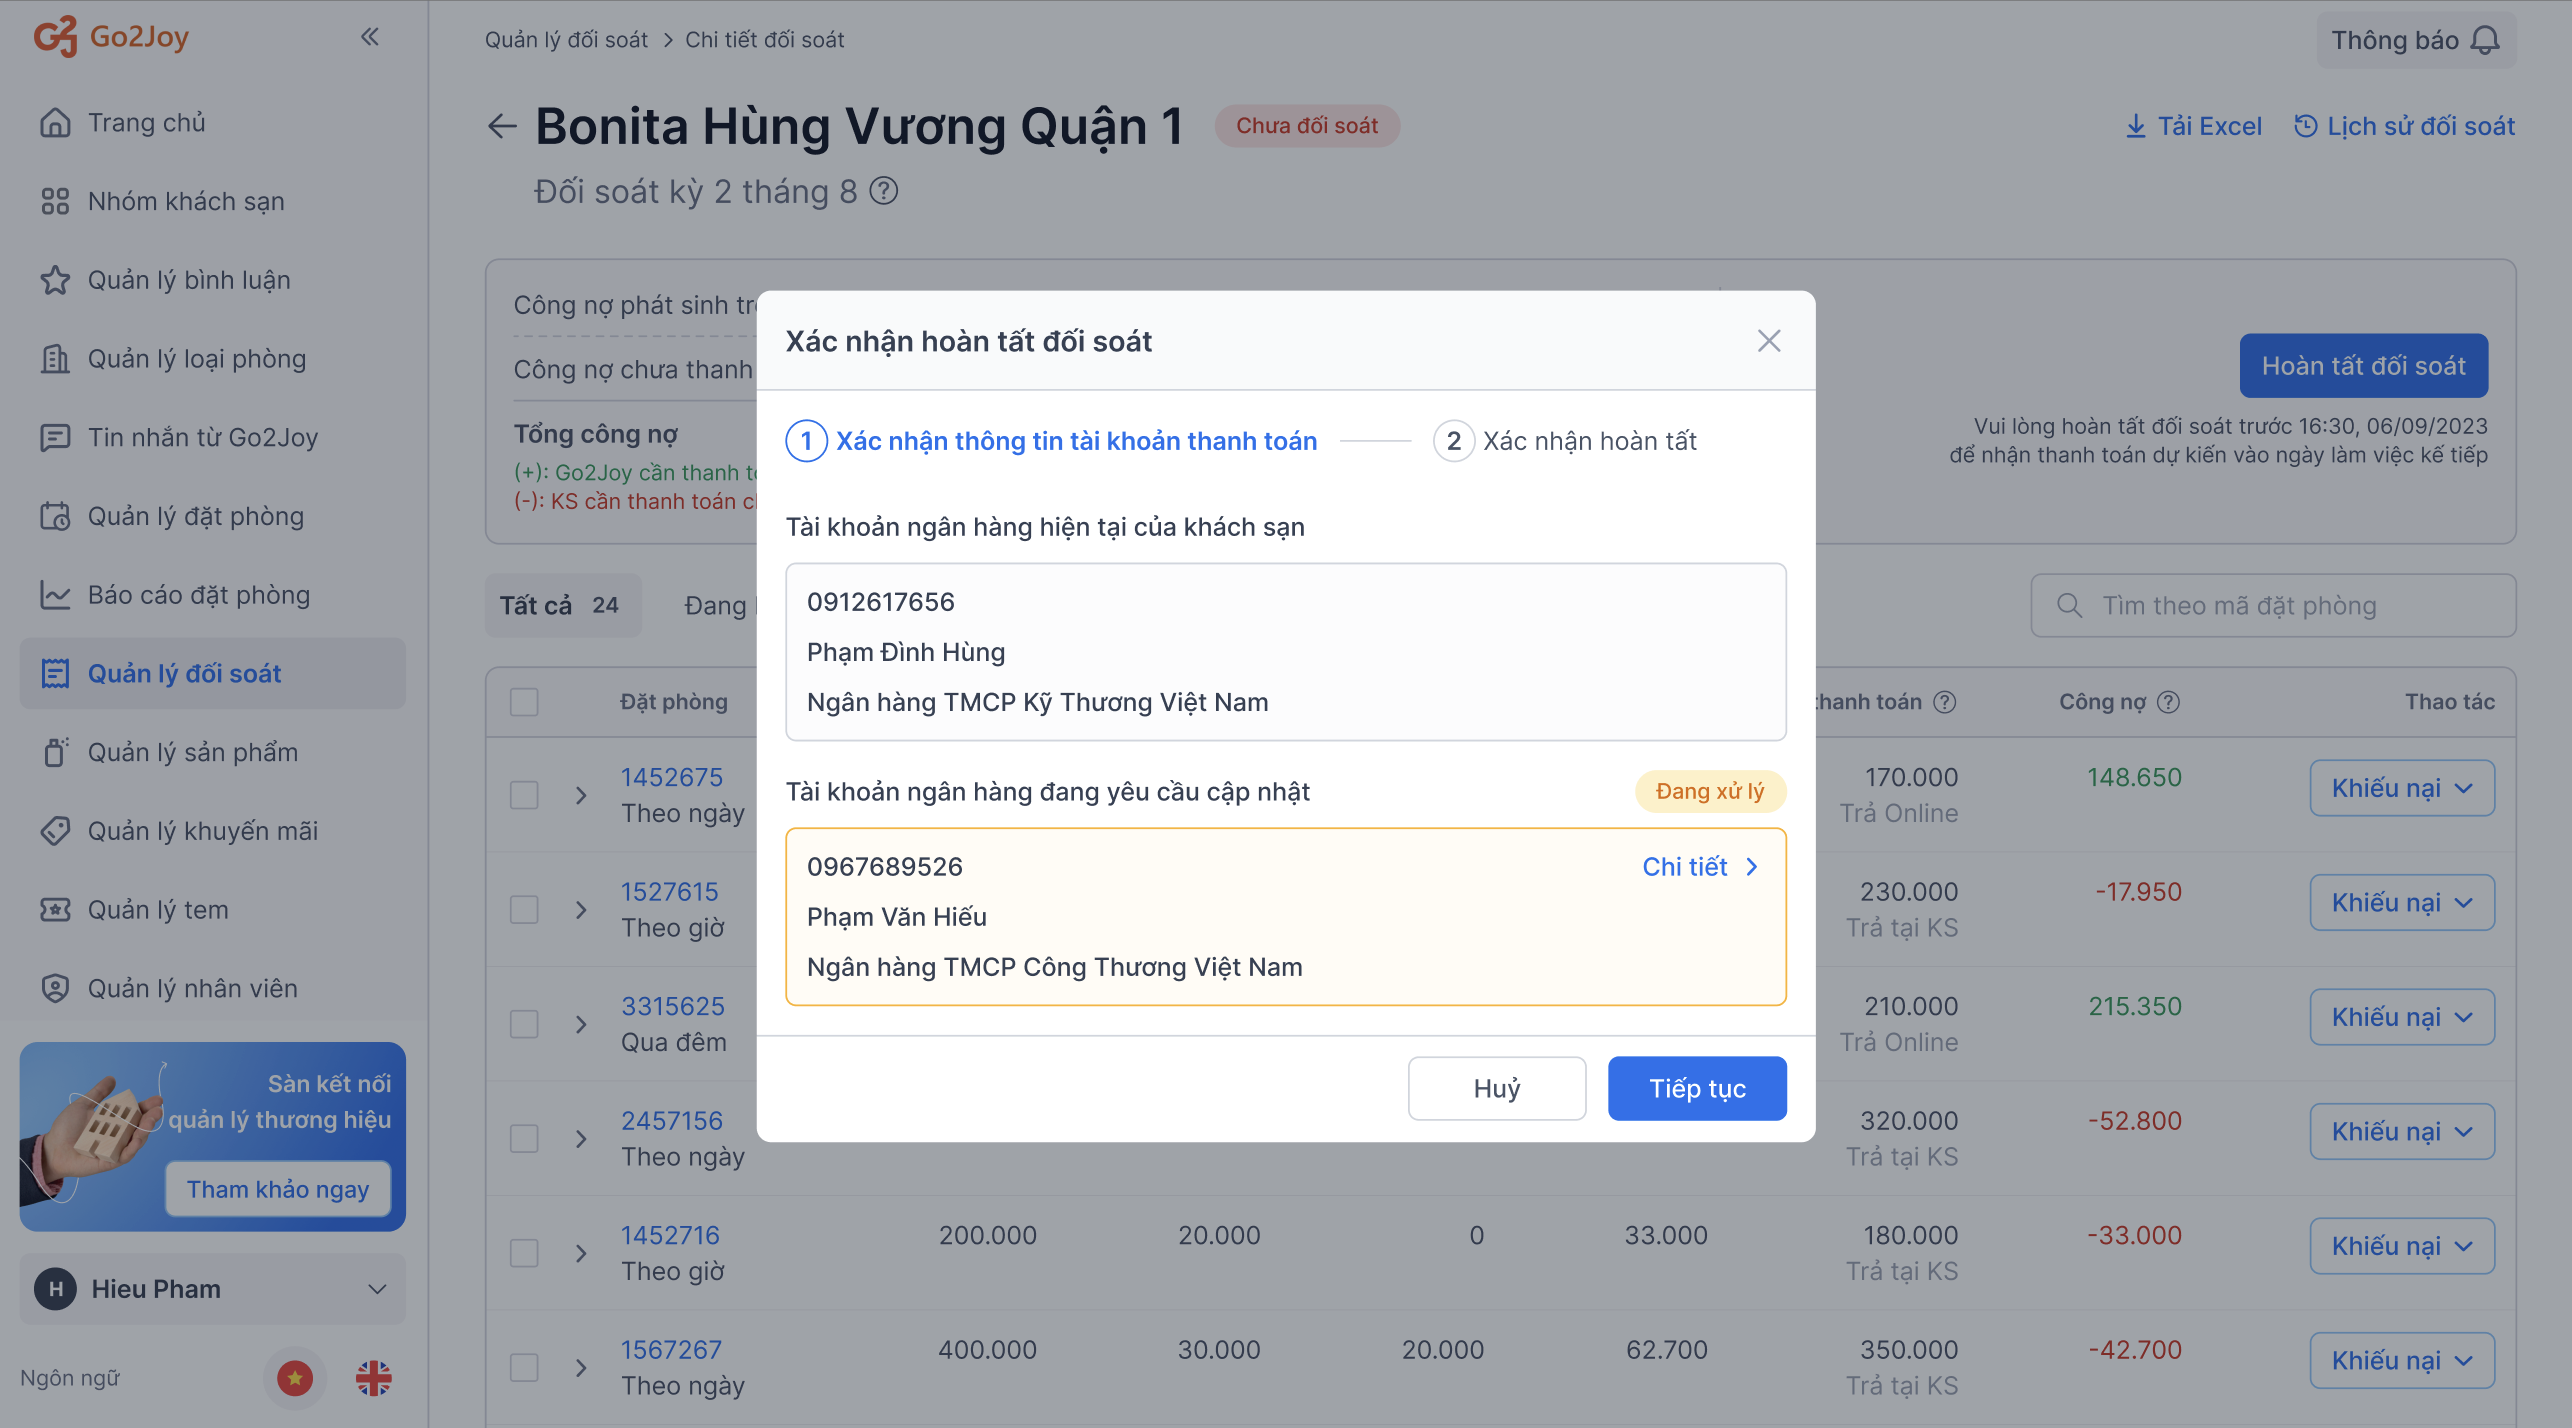 Go2Joy
Trang chủ
Nhóm khách sạn
Quản lý bình luận
Quản lý loại phòng
Tin nhắn từ Go2Joy
Quản lý đặt phòng
Báo cáo đặt phòng
Quản lý đối soát
Quản lý sản phẩm
Quản lý khuyến mãi
Quản lý tem
Quản lý nhân viên
Sàn kết nối
quản lý thương hiệu
Tham khảo ngay
H Hieu Pham
Ngôn ngữ
Quản lý đối soát > Chi tiết đối soát
Thông báo
Bonita Hùng Vương Quận 1 Chưa đối soát
Tải Excel Lịch sử đối soát
Đối soát kỳ 2 tháng 8
Công nợ phát sinh
Công nợ chưa thanh
Tổng công nợ
(+): Go2Joy cần thanh
(-): KS cần thanh toán
Hoàn tất đối soát
Vui lòng hoàn tất đối soát trước 16:30, 06/09/2023
để nhận thanh toán dự kiến vào ngày làm việc kế tiếp
Tất cả 24 Đang
Tìm theo mã đặt phòng
Xác nhận hoàn tất đối soát
1 Xác nhận thông tin tài khoản thanh toán 2 Xác nhận hoàn tất
Tài khoản ngân hàng hiện tại của khách sạn
0912617656
Phạm Đình Hùng
Ngân hàng TMCP Kỹ Thương Việt Nam
Tài khoản ngân hàng đang yêu cầu cập nhật Đang xử lý
0967689526 Chi tiết
Phạm Văn Hiếu
Ngân hàng TMCP Công Thương Việt Nam
Huỷ Tiếp tục
Đặt phòng thanh toán Công nợ Thao tác
1452675 170.000 148.650 Khiếu nại
Theo ngày Trả Online
1527615 230.000 -17.950 Khiếu nại
Theo giờ Trả tại KS
3315625 210.000 215.350 Khiếu nại
Qua đêm Trả Online
2457156 320.000 -52.800 Khiếu nại
Theo ngày Trả tại KS
1452716 200.000 20.000 0 33.000 180.000 -33.000 Khiếu nại
Theo giờ Trả tại KS
1567267 400.000 30.000 20.000 62.700 350.000 -42.700 Khiếu nại
Theo ngày Trả tại KS